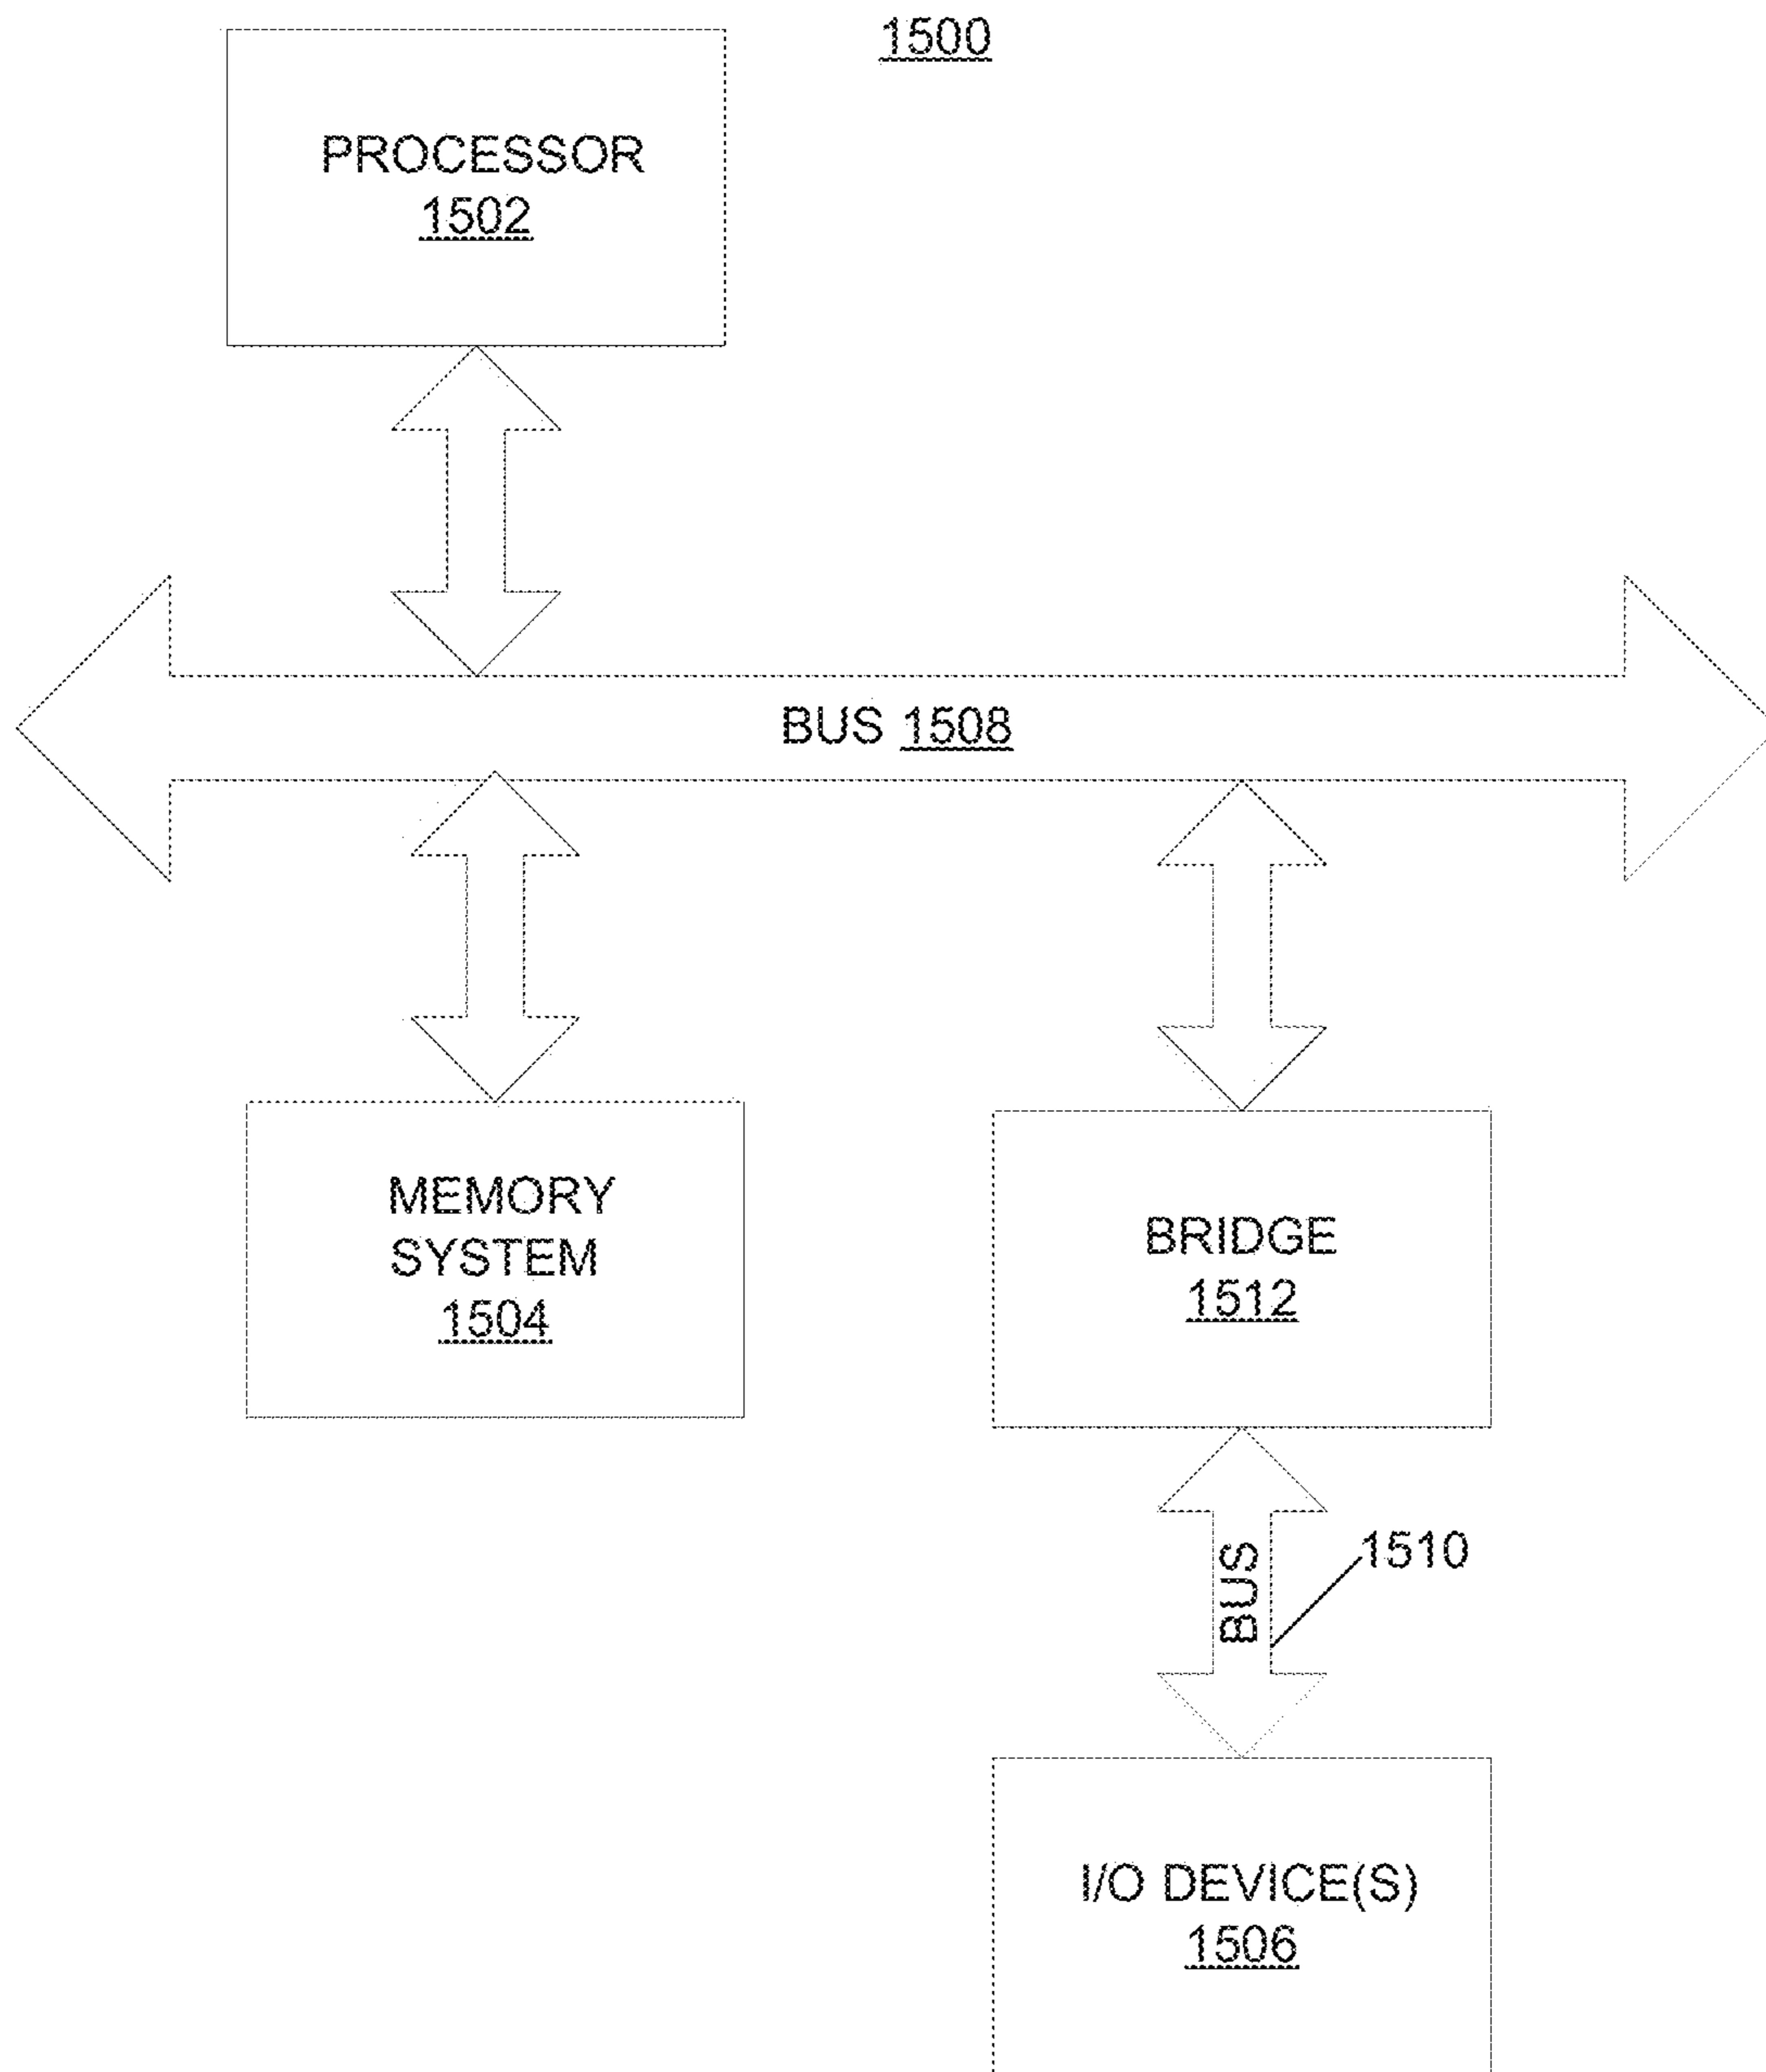 1500
PROCESSOR
1502
BUS 1508
MEMORY
SYSTEM
1504
BRIDGE
1512
BUS
1510
I/O DEVICE(S)
1506